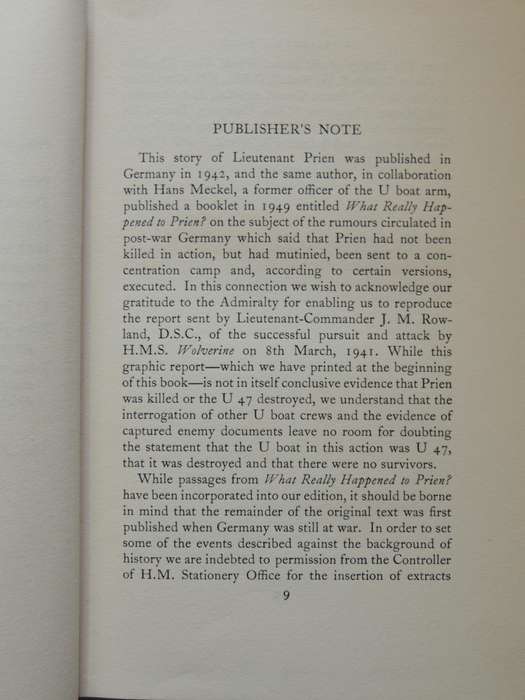 PUBLISHER'S NOTE
This story of Lieutenant Prien was published in
Germany in 1942, and the same author, in collaboration
with Hans Meckel, a former officer of the U boat arm,
published a booklet in 1949 entitled What Really Hap-
pened to Prien? on the subject of the rumours circulated in
post-war Germany which said that Prien had not been
killed in action, but had mutinied, been sent to a con-
centration camp and, according to certain versions,
executed. In this connection we wish to acknowledge our
gratitude to the Admiralty for enabling us to reproduce
the report sent by Lieutenant-Commander J. M. Row-
land, D.S.C., of the successful pursuit and attack by
H.M.S. Wolverine on 8th March, 1941. While this
graphic report—which we have printed at the beginning
of this book—is not in itself conclusive evidence that Prien
was killed or the U 47 destroyed, we understand that the
interrogation of other U boat crews and the evidence of
captured enemy documents leave no room for doubting
the statement that the U boat in this action was U 47,
that it was destroyed and that there were no survivors.
While passages from What Really Happened to Prien?
have been incorporated into our edition, it should be borne
in mind that the remainder of the original text was first
published when Germany was still at war. In order to set
some of the events described against the background of
history we are indebted to permission from the Controller
of H.M. Stationery Office for the insertion of extracts
9